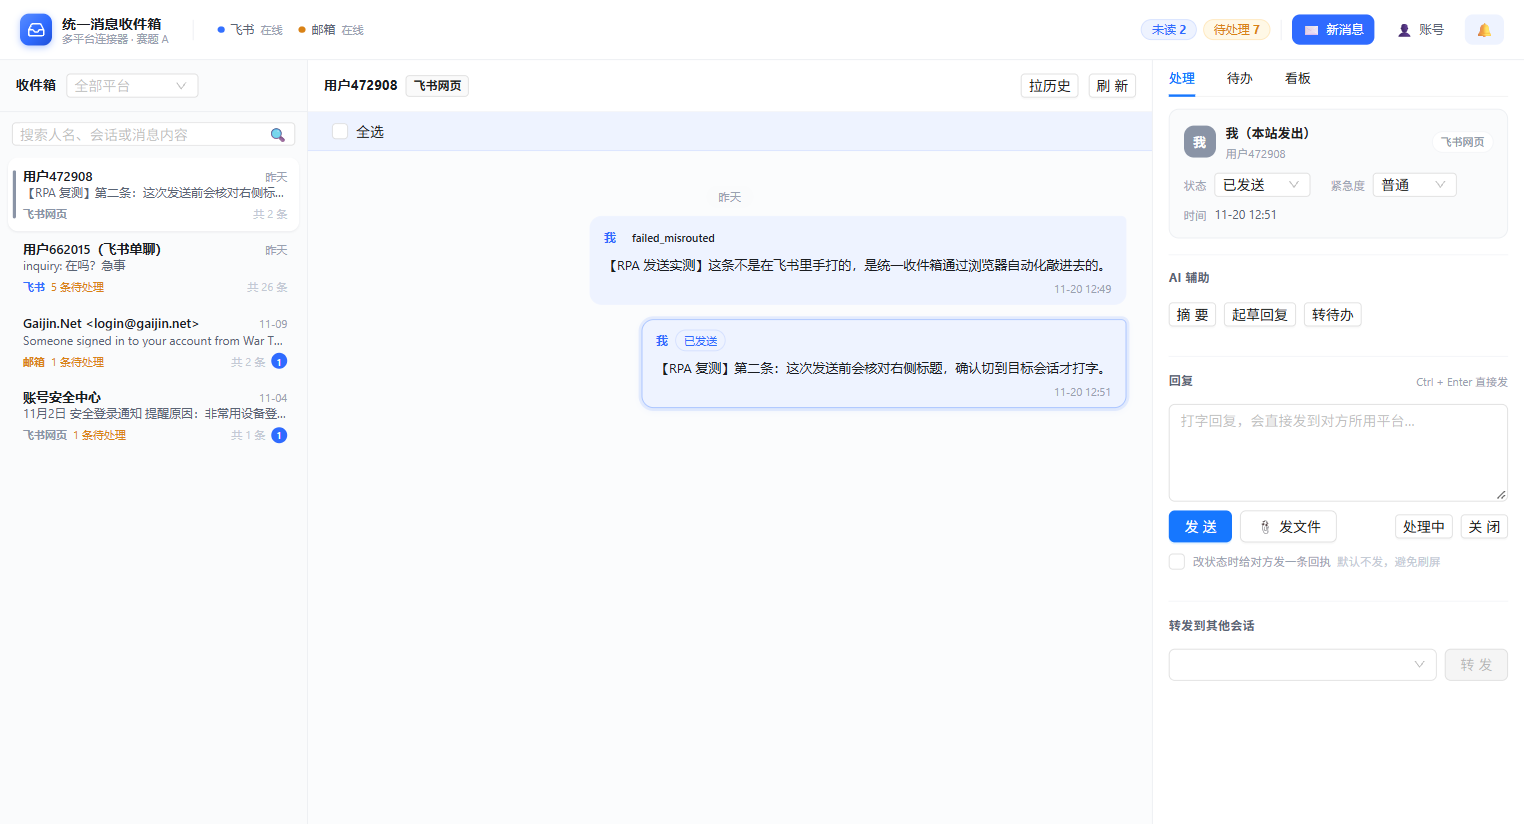 统一消息收件箱
多平台连接器 · 赛题 A
飞书 在线 邮箱 在线
未读 2 待处理 7 新消息 账号
收件箱 全部平台
搜索人名、会话或消息内容
用户472908 昨天
【RPA 复测】第二条：这次发送前会核对右侧标...
飞书网页 共 2 条
用户662015（飞书单聊） 昨天
inquiry: 在吗？急事
飞书 5 条待处理 共 26 条
Gaijin.Net <login@gaijin.net> 11-09
Someone signed in to your account from War T...
邮箱 1 条待处理 共 2 条 1
账号安全中心 11-04
11月2日 安全登录通知 提醒原因：非常用设备登...
飞书网页 1 条待处理 共 1 条 1
用户472908 飞书网页 拉历史 刷 新
全选
昨天
我 failed_misrouted
【RPA 发送实测】这条不是在飞书里手打的，是统一收件箱通过浏览器自动化敲进去的。
11-20 12:49
我 已发送
【RPA 复测】第二条：这次发送前会核对右侧标题，确认切到目标会话才打字。
11-20 12:51
处理 待办 看板
我 我（本站发出） 飞书网页
用户472908
状态 已发送 紧急度 普通
时间 11-20 12:51
AI 辅助
摘 要 起草回复 转待办
回复 Ctrl + Enter 直接发
打字回复，会直接发到对方所用平台...
发 送 发文件 处理中 关 闭
改状态时给对方发一条回执 默认不发，避免刷屏
转发到其他会话
转 发